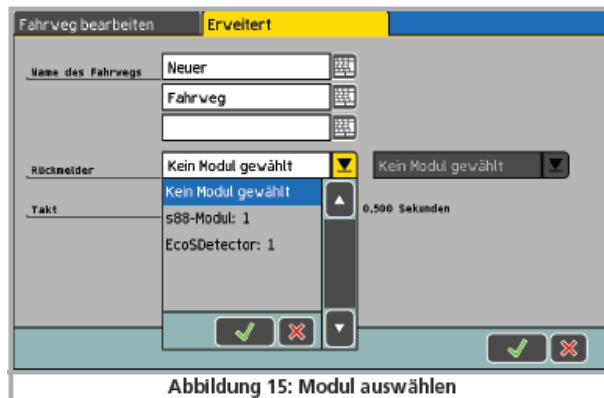 Fahrweg bearbeiten
Erweitert
Name des Fahrwegs
Neuer
Fahrweg
Rückmelder
Kein Modul gewählt
Kein Modul gewählt
Kein Modul gewählt
s88-Modul: 1
EcoSDetector: 1
Takt
0,500 Sekunden
Abbildung 15: Modul auswählen